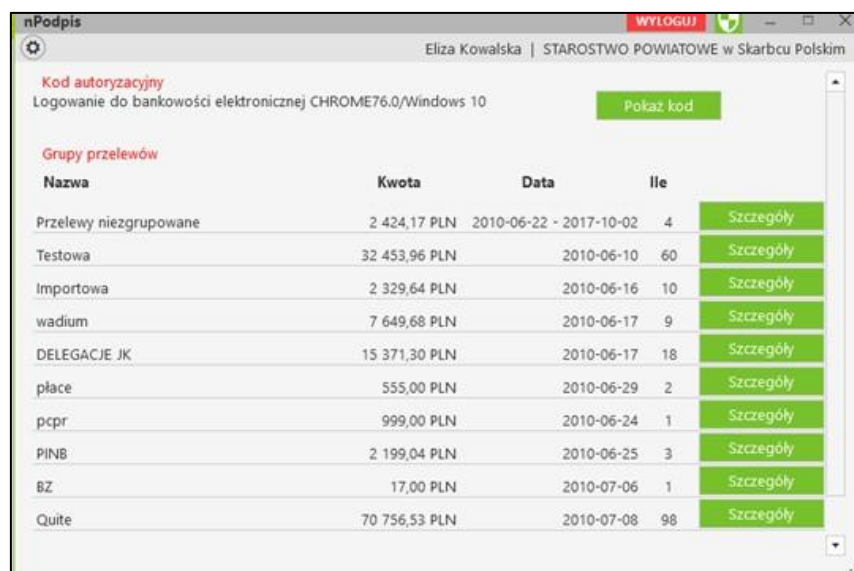 nPodpis WYLOGUJ
Eliza Kowalska | STAROSTWO POWIATOWE w Skarbcu Polskim
Kod autoryzacyjny
Logowanie do bankowości elektronicznej CHROME76.0/Windows 10 Pokaż kod
Grupy przelewów
Nazwa Kwota Data Ile
Przelewy niezgrupowane 2 424,17 PLN 2010-06-22 - 2017-10-02 4 Szczegóły
Testowa 32 453,96 PLN 2010-06-10 60 Szczegóły
Importowa 2 329,64 PLN 2010-06-16 10 Szczegóły
wadium 7 649,68 PLN 2010-06-17 9 Szczegóły
DELEGACJE JK 15 371,30 PLN 2010-06-17 18 Szczegóły
płace 555,00 PLN 2010-06-29 2 Szczegóły
pcpr 999,00 PLN 2010-06-24 1 Szczegóły
PINB 2 199,04 PLN 2010-06-25 3 Szczegóły
BZ 17,00 PLN 2010-07-06 1 Szczegóły
Quite 70 756,53 PLN 2010-07-08 98 Szczegóły